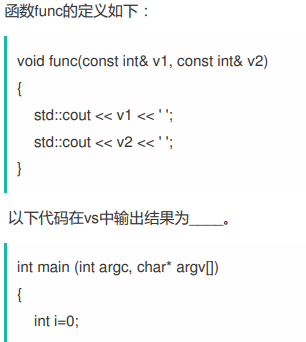 函数func的定义如下：
void func(const int& v1, const int& v2)
{
std::cout << v1 << ' ';
std::cout << v2 << ' ';
}
以下代码在vs中输出结果为____。
int main (int argc, char* argv[])
{
int i=0;